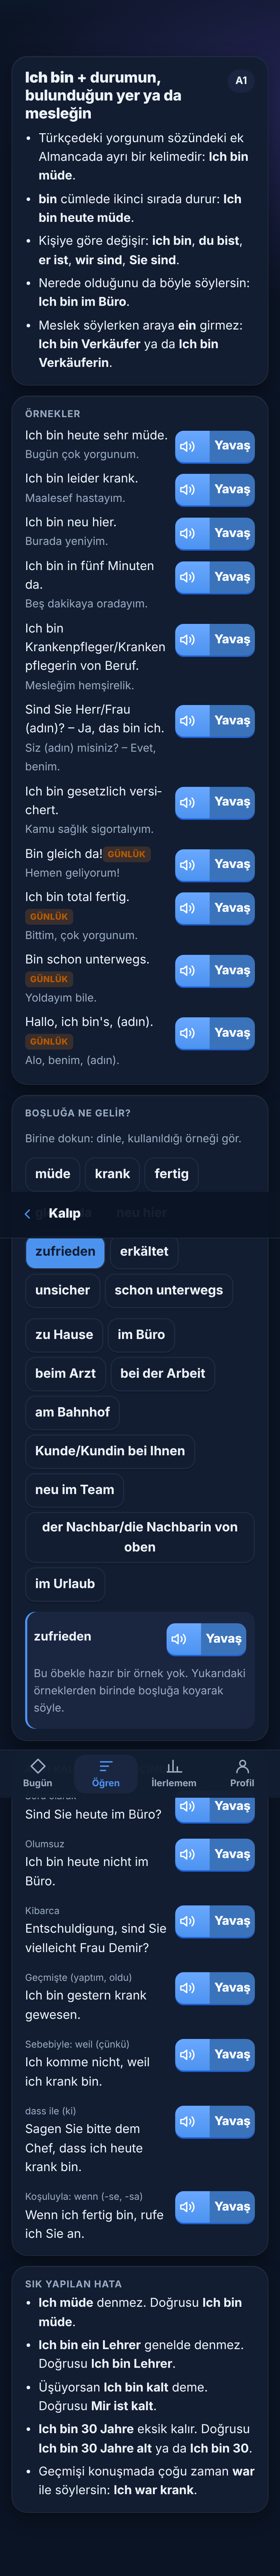 Ich bin + durumun,
bulunduğun yer ya da
mesleğin
A1
• Türkçedeki yorgunum sözündeki ek
Almancada ayrı bir kelimedir: Ich bin
müde.
• bin cümlede ikinci sırada durur: Ich
bin heute müde.
• Kişiye göre değişir: ich bin, du bist,
er ist, wir sind, Sie sind.
• Nerede olduğunu da böyle söylersin:
Ich bin im Büro.
• Meslek söylerken araya ein girmez:
Ich bin Verkäufer ya da Ich bin
Verkäuferin.
ÖRNEKLER
Ich bin heute sehr müde.
Yavaş
Bugün çok yorgunum.
Ich bin leider krank.
Yavaş
Maalesef hastayım.
Ich bin neu hier.
Yavaş
Burada yeniyim.
Ich bin in fünf Minuten
da.
Yavaş
Beş dakikaya oradayım.
Ich bin
Krankenpfleger/Kranken
pflegerin von Beruf.
Yavaş
Mesleğim hemşirelik.
Sind Sie Herr/Frau
(adın)? – Ja, das bin ich.
Yavaş
Siz (adın) misiniz? – Evet,
benim.
Ich bin gesetzlich versi-
chert.
Yavaş
Kamu sağlık sigortalıyım.
Bin gleich da! GÜNLÜK
Yavaş
Hemen geliyorum!
Ich bin total fertig.
GÜNLÜK
Yavaş
Bittim, çok yorgunum.
Bin schon unterwegs.
GÜNLÜK
Yavaş
Yoldayım bile.
Hallo, ich bin's, (adın).
GÜNLÜK
Yavaş
Alo, benim, (adın).
BOŞLUĞA NE GELİR?
Birine dokun: dinle, kullanıldığı örneği gör.
müde krank fertig
neu hier
Kalıp
zufrieden erkältet
unsicher schon unterwegs
zu Hause im Büro
beim Arzt bei der Arbeit
am Bahnhof
Kunde/Kundin bei Ihnen
neu im Team
der Nachbar/die Nachbarin von
oben
im Urlaub
zufrieden
Yavaş
Bu öbekle hazır bir örnek yok. Yukarıdaki
örneklerden birinde boşluğa koyarak
söyle.
Bugün Öğren İlerlemem Profil
Sind Sie heute im Büro?
Yavaş
Olumsuz
Ich bin heute nicht im
Büro.
Yavaş
Kibarca
Entschuldigung, sind Sie
vielleicht Frau Demir?
Yavaş
Geçmişte (yaptım, oldu)
Ich bin gestern krank
gewesen.
Yavaş
Sebebiyle: weil (çünkü)
Ich komme nicht, weil
ich krank bin.
Yavaş
dass ile (ki)
Sagen Sie bitte dem
Chef, dass ich heute
krank bin.
Yavaş
Koşuluyla: wenn (-se, -sa)
Wenn ich fertig bin, rufe
ich Sie an.
Yavaş
SIK YAPILAN HATA
• Ich müde denmez. Doğrusu Ich bin
müde.
• Ich bin ein Lehrer genelde denmez.
Doğrusu Ich bin Lehrer.
• Üşüyorsan Ich bin kalt deme.
Doğrusu Mir ist kalt.
• Ich bin 30 Jahre eksik kalır. Doğrusu
Ich bin 30 Jahre alt ya da Ich bin 30.
• Geçmişi konuşmada çoğu zaman war
ile söylersin: Ich war krank.